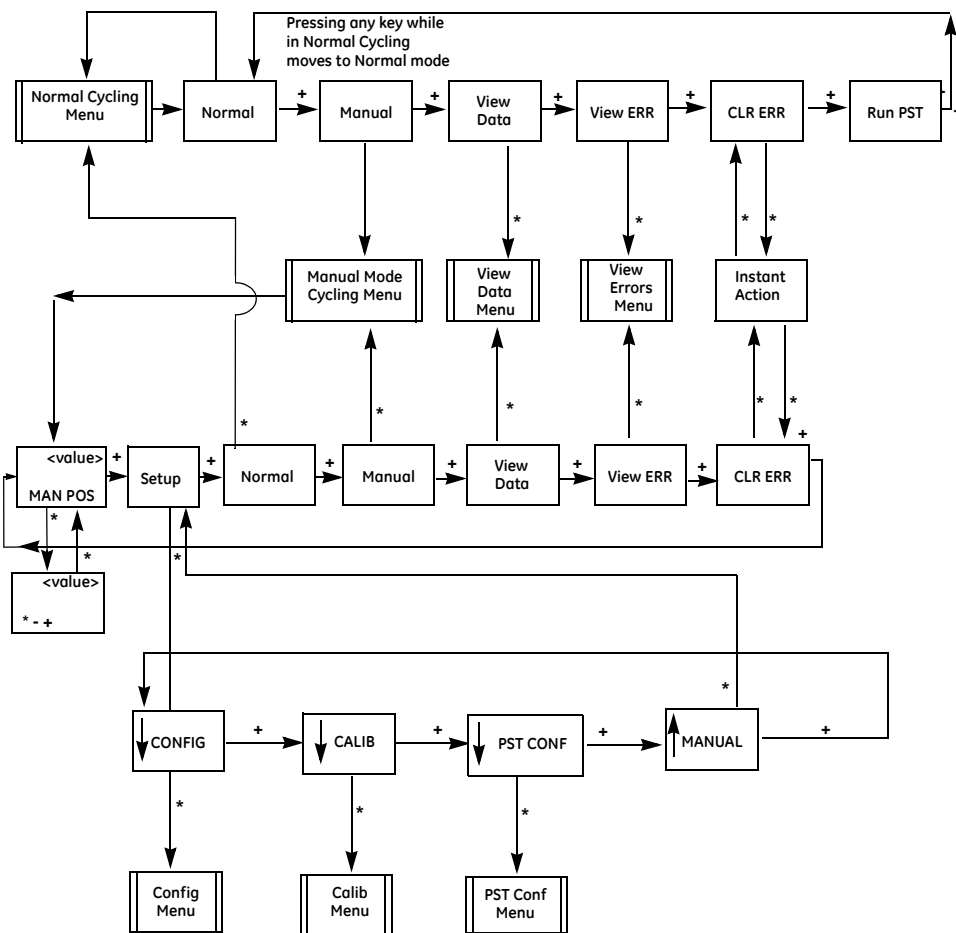 Pressing any key while
in Normal Cycling
moves to Normal mode
Normal Cycling
Menu
Normal
+
Manual
+
View
Data
+
View ERR
+
CLR ERR
+
Run PST
+
*
*
*
*
Manual Mode
Cycling Menu
View
Data
Menu
View
Errors
Menu
Instant
Action
*
*
*
*
*
*
<value>
MAN POS
+
Setup
+
Normal
+
Manual
+
View
Data
+
View ERR
+
CLR ERR
+
*
*
*
<value>
* - +
*
CONFIG
+
CALIB
+
PST CONF
+
MANUAL
+
*
*
*
Config
Menu
Calib
Menu
PST Conf
Menu